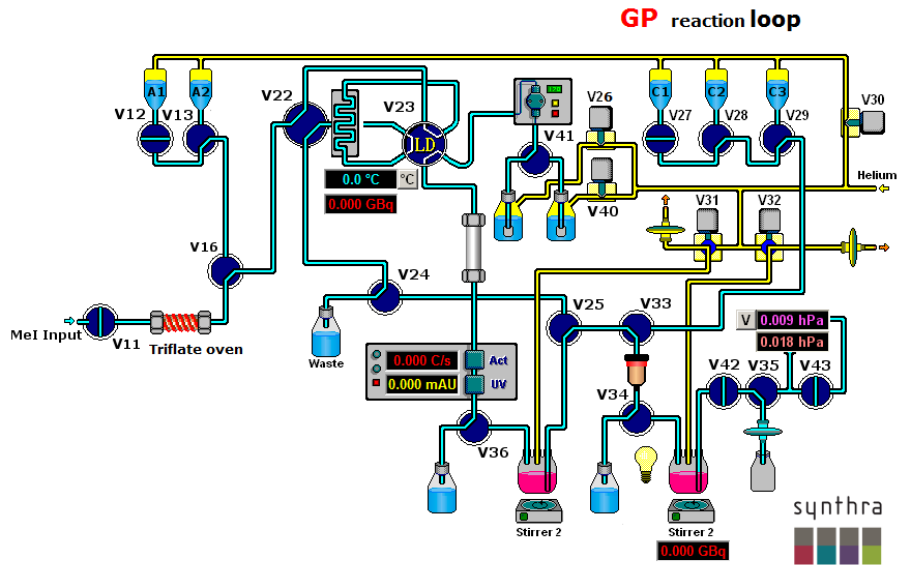 GP reaction loop
A1 A2 C1 C2 C3
V12 V13 V22 V23 V26 V27 V28 V29 V30
V41
LD
120
0.0 °C °C
0.000 GBq
V40
Helium
V31 V32
V16
V24
V25 V33
MeI Input
V11
Triflate oven
Waste
V 0.009 hPa
0.018 hPa
0.000 C/s Act
0.000 mAU UV
V42 V35 V43
V34
V36
Stirrer 2 Stirrer 2
0.000 GBq
synthra